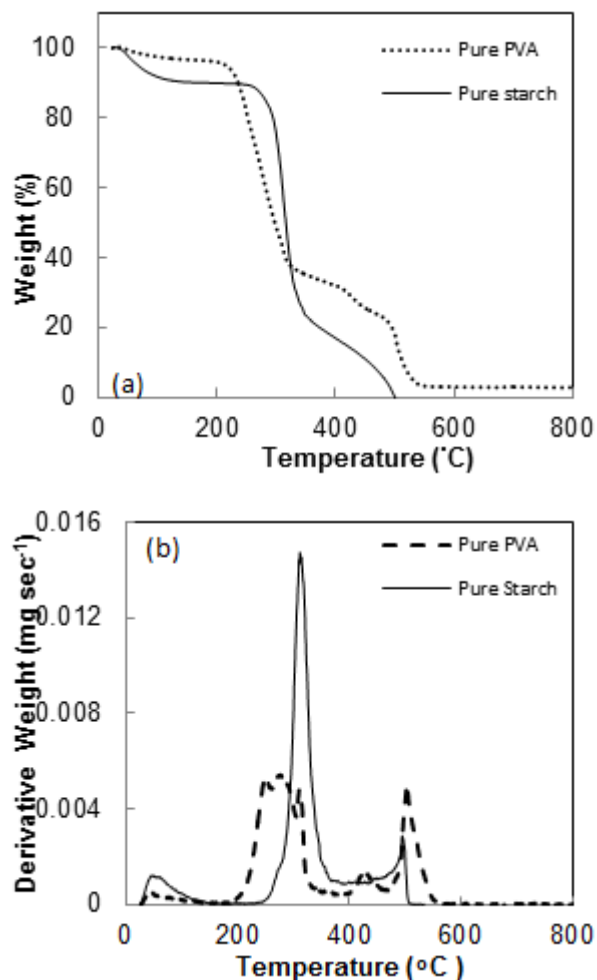 100
80
60
40
20
0
Weight (%)
Pure PVA
Pure starch
(a)
0 200 400 600 800
Temperature (˚C)
0.016
0.012
0.008
0.004
0
Derivative Weight (mg sec⁻¹)
(b)
Pure PVA
Pure Starch
0 200 400 600 800
Temperature (°C)